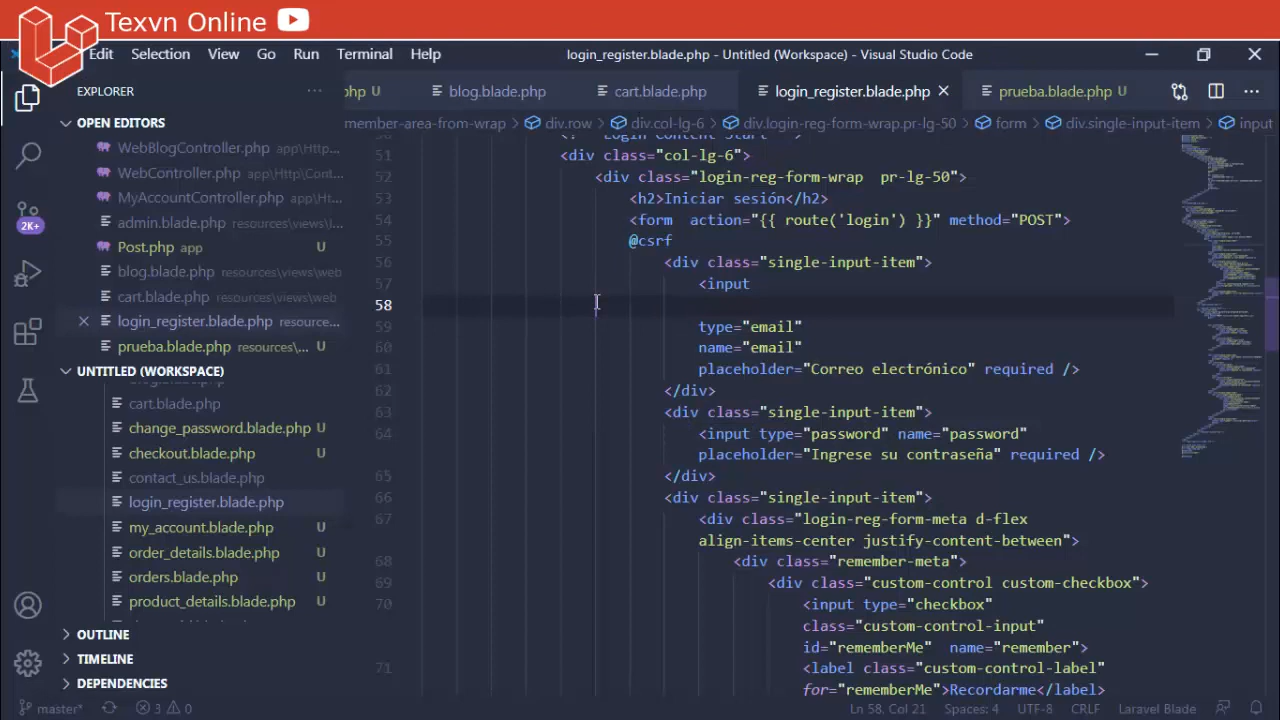 Texvn Online
Edit Selection View Go Run Terminal Help
login_register.blade.php - Untitled (Workspace) - Visual Studio Code
EXPLORER ···
php U
blog.blade.php
cart.blade.php
login_register.blade.php
prueba.blade.php U
OPEN EDITORS
member-area-from-wrap > div.row > div.col-lg-6 > div.login-reg-form-wrap.pr-lg-50 > form > div.single-input-item > input
WebBlogController.php app\Http...
WebController.php app\Http\Cont...
MyAccountController.php app\Ht...
admin.blade.php resources\views
Post.php app U
blog.blade.php resources\views\web
cart.blade.php resources\views\web
login_register.blade.php resource...
prueba.blade.php resources\... U
UNTITLED (WORKSPACE)
cart.blade.php
change_password.blade.php U
checkout.blade.php U
contact_us.blade.php
login_register.blade.php
my_account.blade.php U
order_details.blade.php U
orders.blade.php U
product_details.blade.php U
OUTLINE
TIMELINE
DEPENDENCIES
2K+
51 <div class="col-lg-6">
52 <div class="login-reg-form-wrap  pr-lg-50">
53 <h2>Iniciar sesión</h2>
54 <form  action="{{ route('login') }}" method="POST">
55 @csrf
56 <div class="single-input-item">
57 <input
58
59 type="email"
60 name="email"
61 placeholder="Correo electrónico" required />
62 </div>
63 <div class="single-input-item">
64 <input type="password" name="password"
placeholder="Ingrese su contraseña" required />
65 </div>
66 <div class="single-input-item">
67 <div class="login-reg-form-meta d-flex
align-items-center justify-content-between">
68 <div class="remember-meta">
69 <div class="custom-control custom-checkbox">
70 <input type="checkbox"
class="custom-control-input"
id="rememberMe"  name="remember">
71 <label class="custom-control-label"
for="rememberMe">Recordarme</label>
master* 3 0
Ln 58, Col 21 Spaces: 4 UTF-8 CRLF Laravel Blade